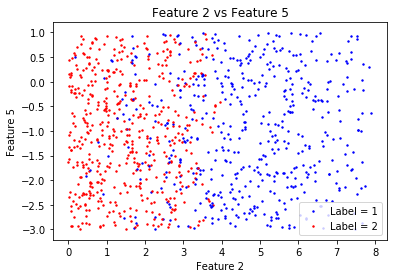 Feature 2 vs Feature 5
1.0
0.5
0.0
-0.5
-1.0
-1.5
-2.0
-2.5
-3.0
Feature 5
Label = 1
Label = 2
0 1 2 3 4 5 6 7 8
Feature 2